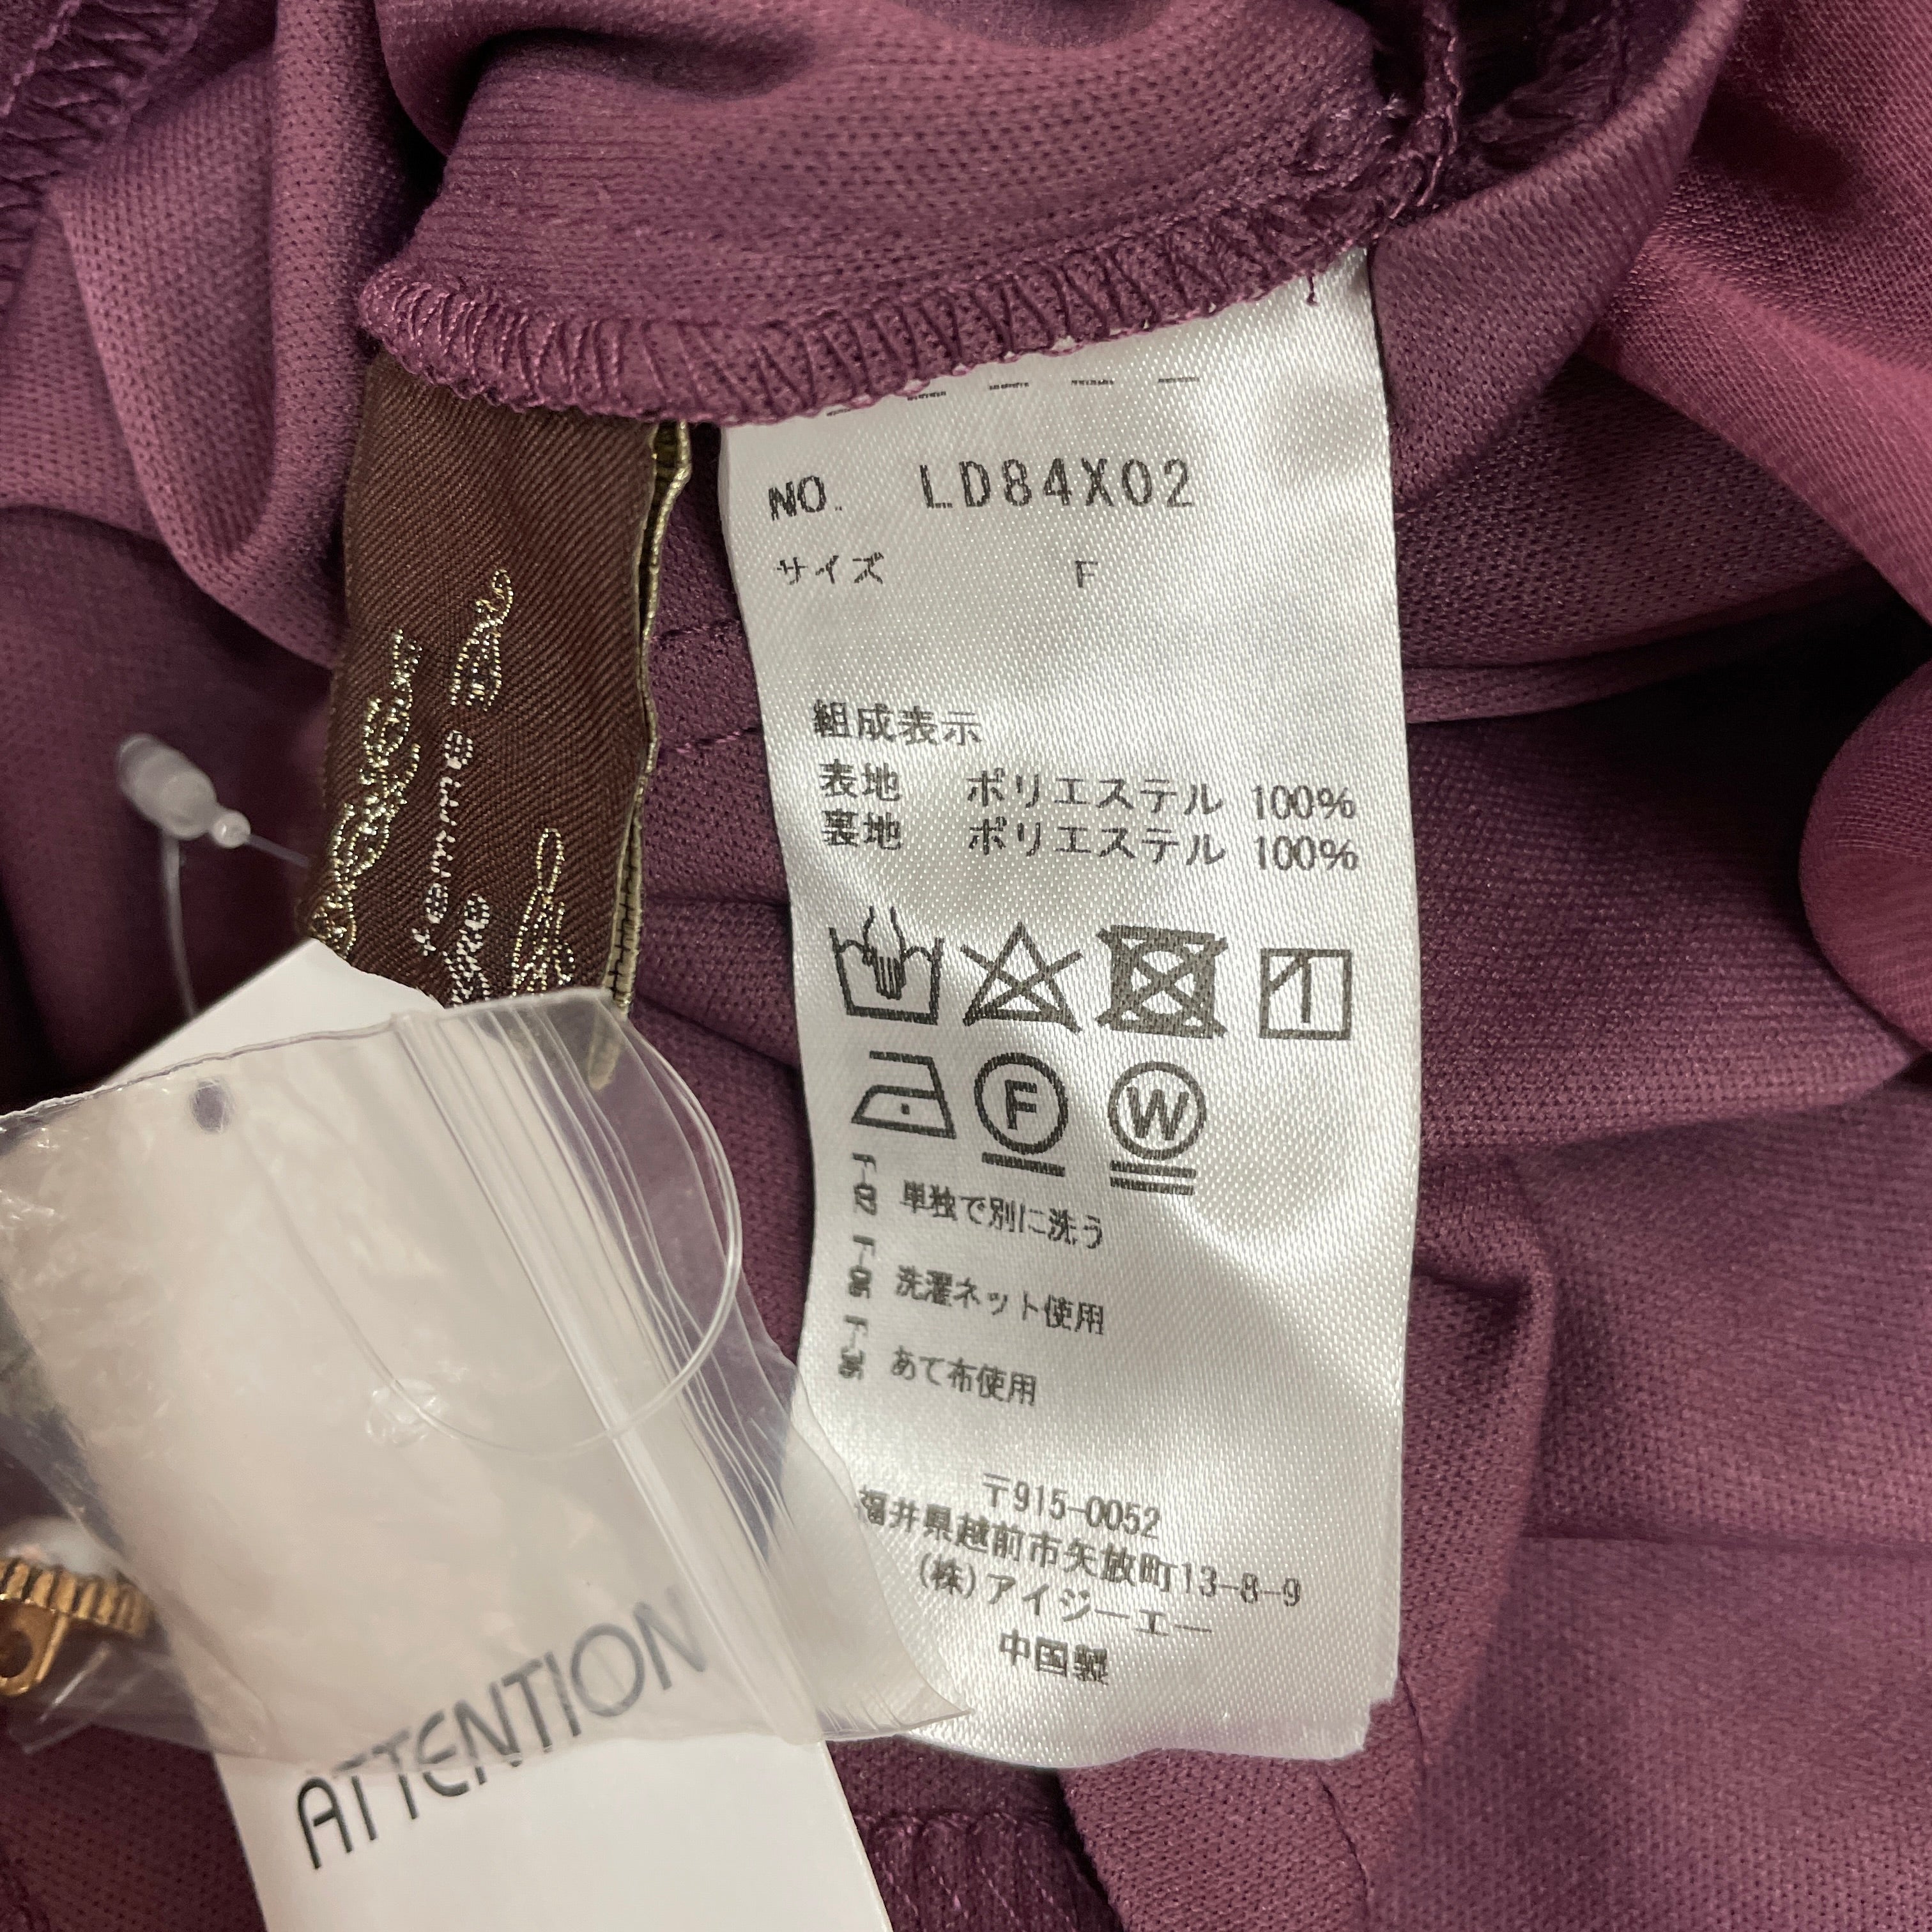 NO. LD84X02
サイズ F
組成表示
表地 ポリエステル 100%
裏地 ポリエステル 100%
F
W
F-02 単独で別に洗う
F-06 洗濯ネット使用
F-36 あて布使用
〒915-0052
福井県越前市矢放町13-8-9
(株)アイジーエー
中国製
ATTENTION